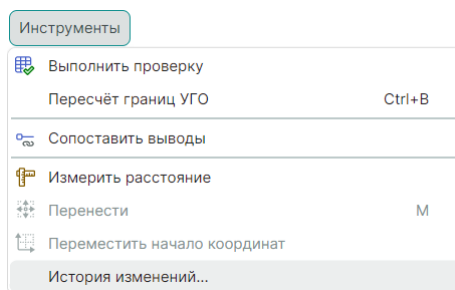 Инструменты
Выполнить проверку
Пересчёт границ УГО Ctrl+B
Сопоставить выводы
Измерить расстояние
Перенести M
Переместить начало координат
История изменений...